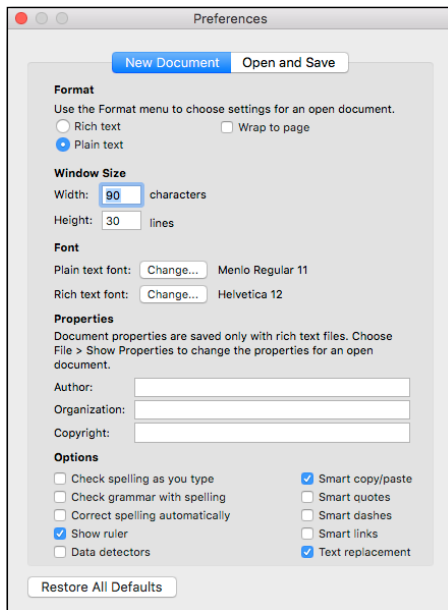 Preferences
New Document Open and Save
Format
Use the Format menu to choose settings for an open document.
Rich text Wrap to page
Plain text
Window Size
Width: 90 characters
Height: 30 lines
Font
Plain text font: Change... Menlo Regular 11
Rich text font: Change... Helvetica 12
Properties
Document properties are saved only with rich text files. Choose
File > Show Properties to change the properties for an open
document.
Author:
Organization:
Copyright:
Options
Check spelling as you type Smart copy/paste
Check grammar with spelling Smart quotes
Correct spelling automatically Smart dashes
Show ruler Smart links
Data detectors Text replacement
Restore All Defaults